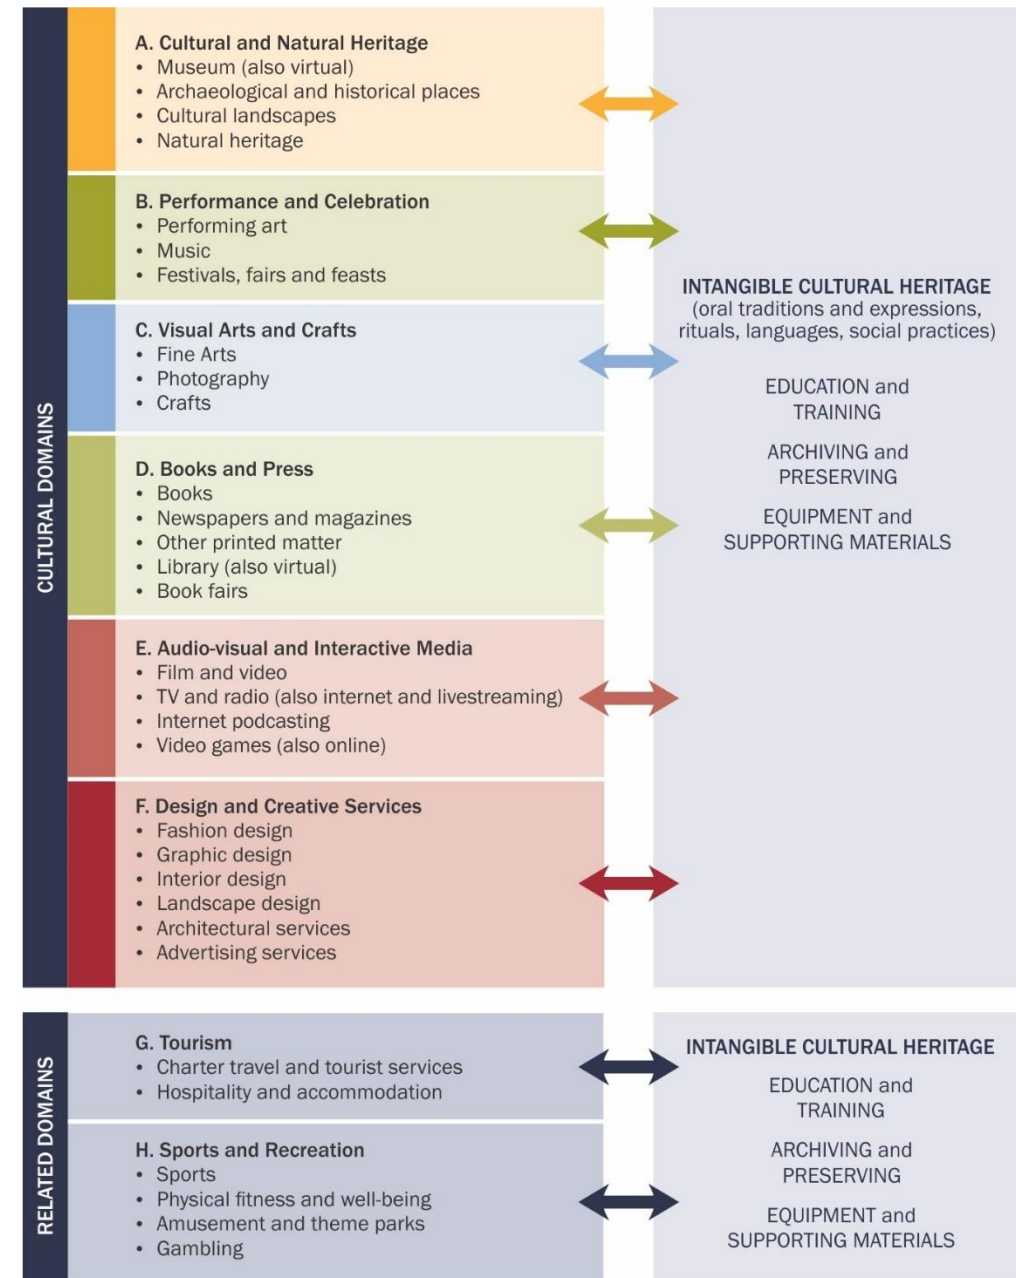 CULTURAL DOMAINS
A. Cultural and Natural Heritage
• Museum (also virtual)
• Archaeological and historical places
• Cultural landscapes
• Natural heritage
B. Performance and Celebration
• Performing art
• Music
• Festivals, fairs and feasts
C. Visual Arts and Crafts
• Fine Arts
• Photography
• Crafts
D. Books and Press
• Books
• Newspapers and magazines
• Other printed matter
• Library (also virtual)
• Book fairs
E. Audio-visual and Interactive Media
• Film and video
• TV and radio (also internet and livestreaming)
• Internet podcasting
• Video games (also online)
F. Design and Creative Services
• Fashion design
• Graphic design
• Interior design
• Landscape design
• Architectural services
• Advertising services
INTANGIBLE CULTURAL HERITAGE
(oral traditions and expressions,
rituals, languages, social practices)
EDUCATION and
TRAINING
ARCHIVING and
PRESERVING
EQUIPMENT and
SUPPORTING MATERIALS
RELATED DOMAINS
G. Tourism
• Charter travel and tourist services
• Hospitality and accommodation
H. Sports and Recreation
• Sports
• Physical fitness and well-being
• Amusement and theme parks
• Gambling
INTANGIBLE CULTURAL HERITAGE
EDUCATION and
TRAINING
ARCHIVING and
PRESERVING
EQUIPMENT and
SUPPORTING MATERIALS